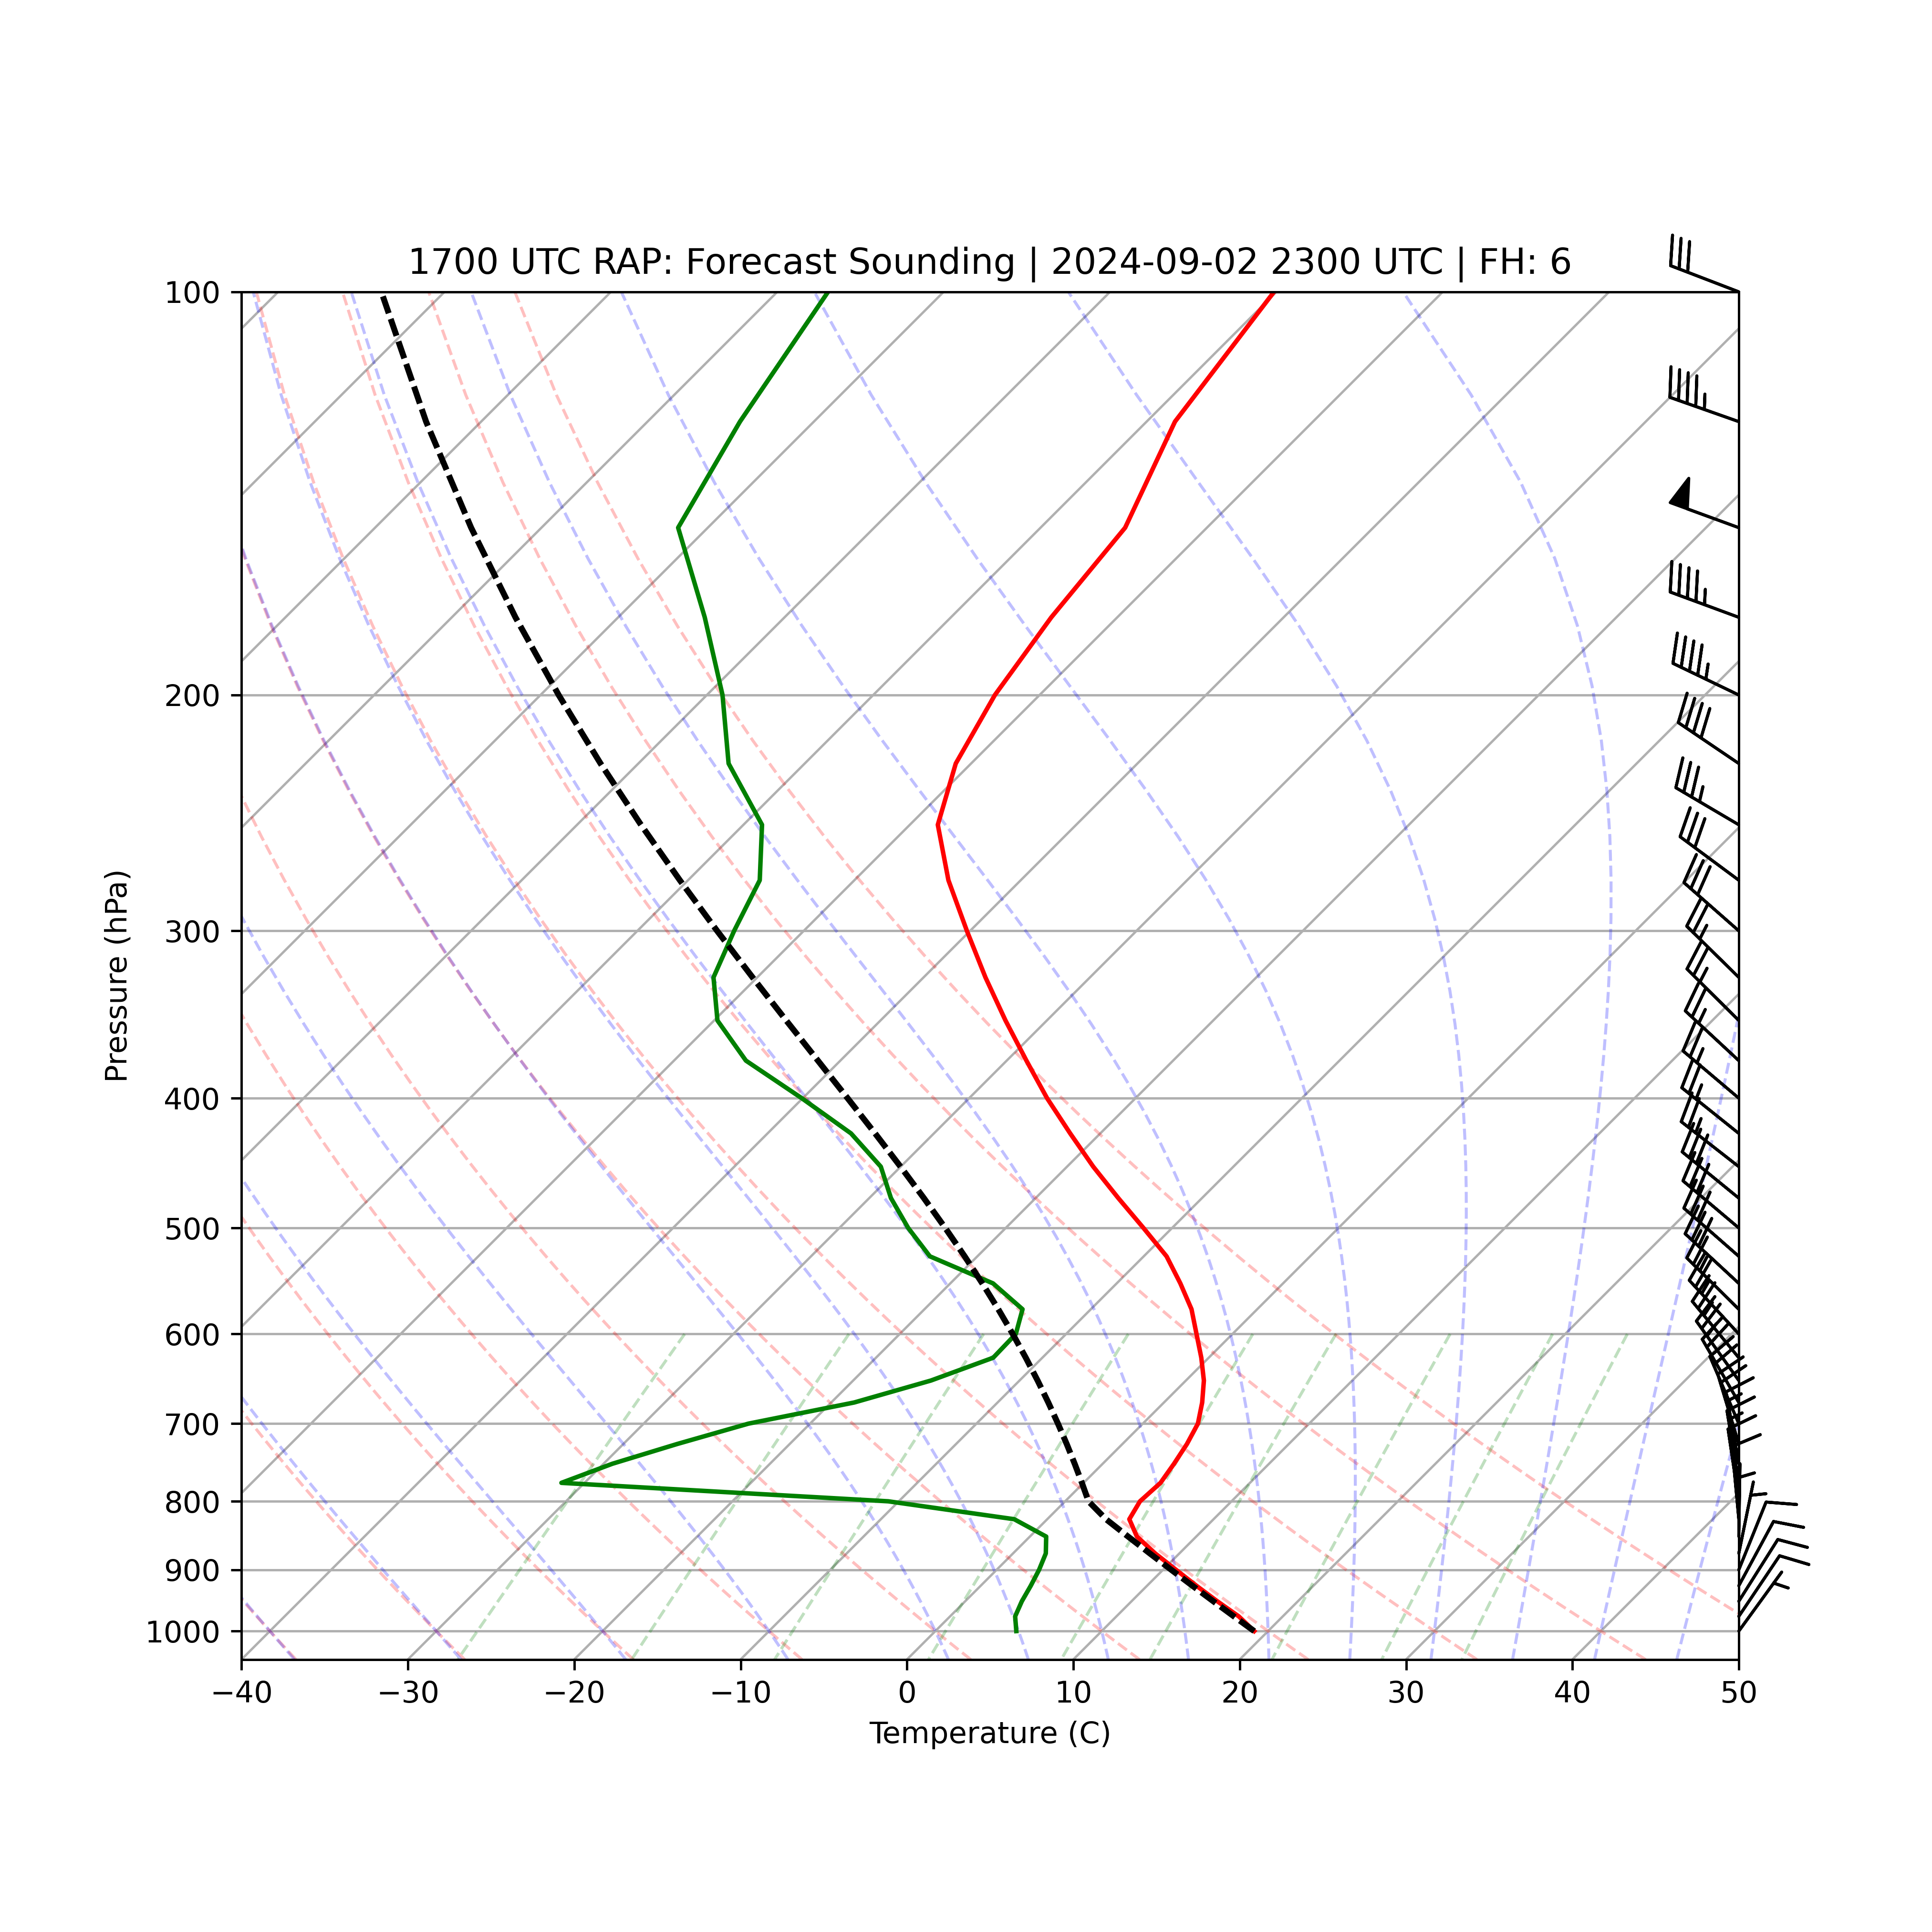 1700 UTC RAP: Forecast Sounding | 2024-09-02 2300 UTC | FH: 6
100
200
300
400
500
600
700
800
900
1000
Pressure (hPa)
−40 −30 −20 −10 0 10 20 30 40 50
Temperature (C)